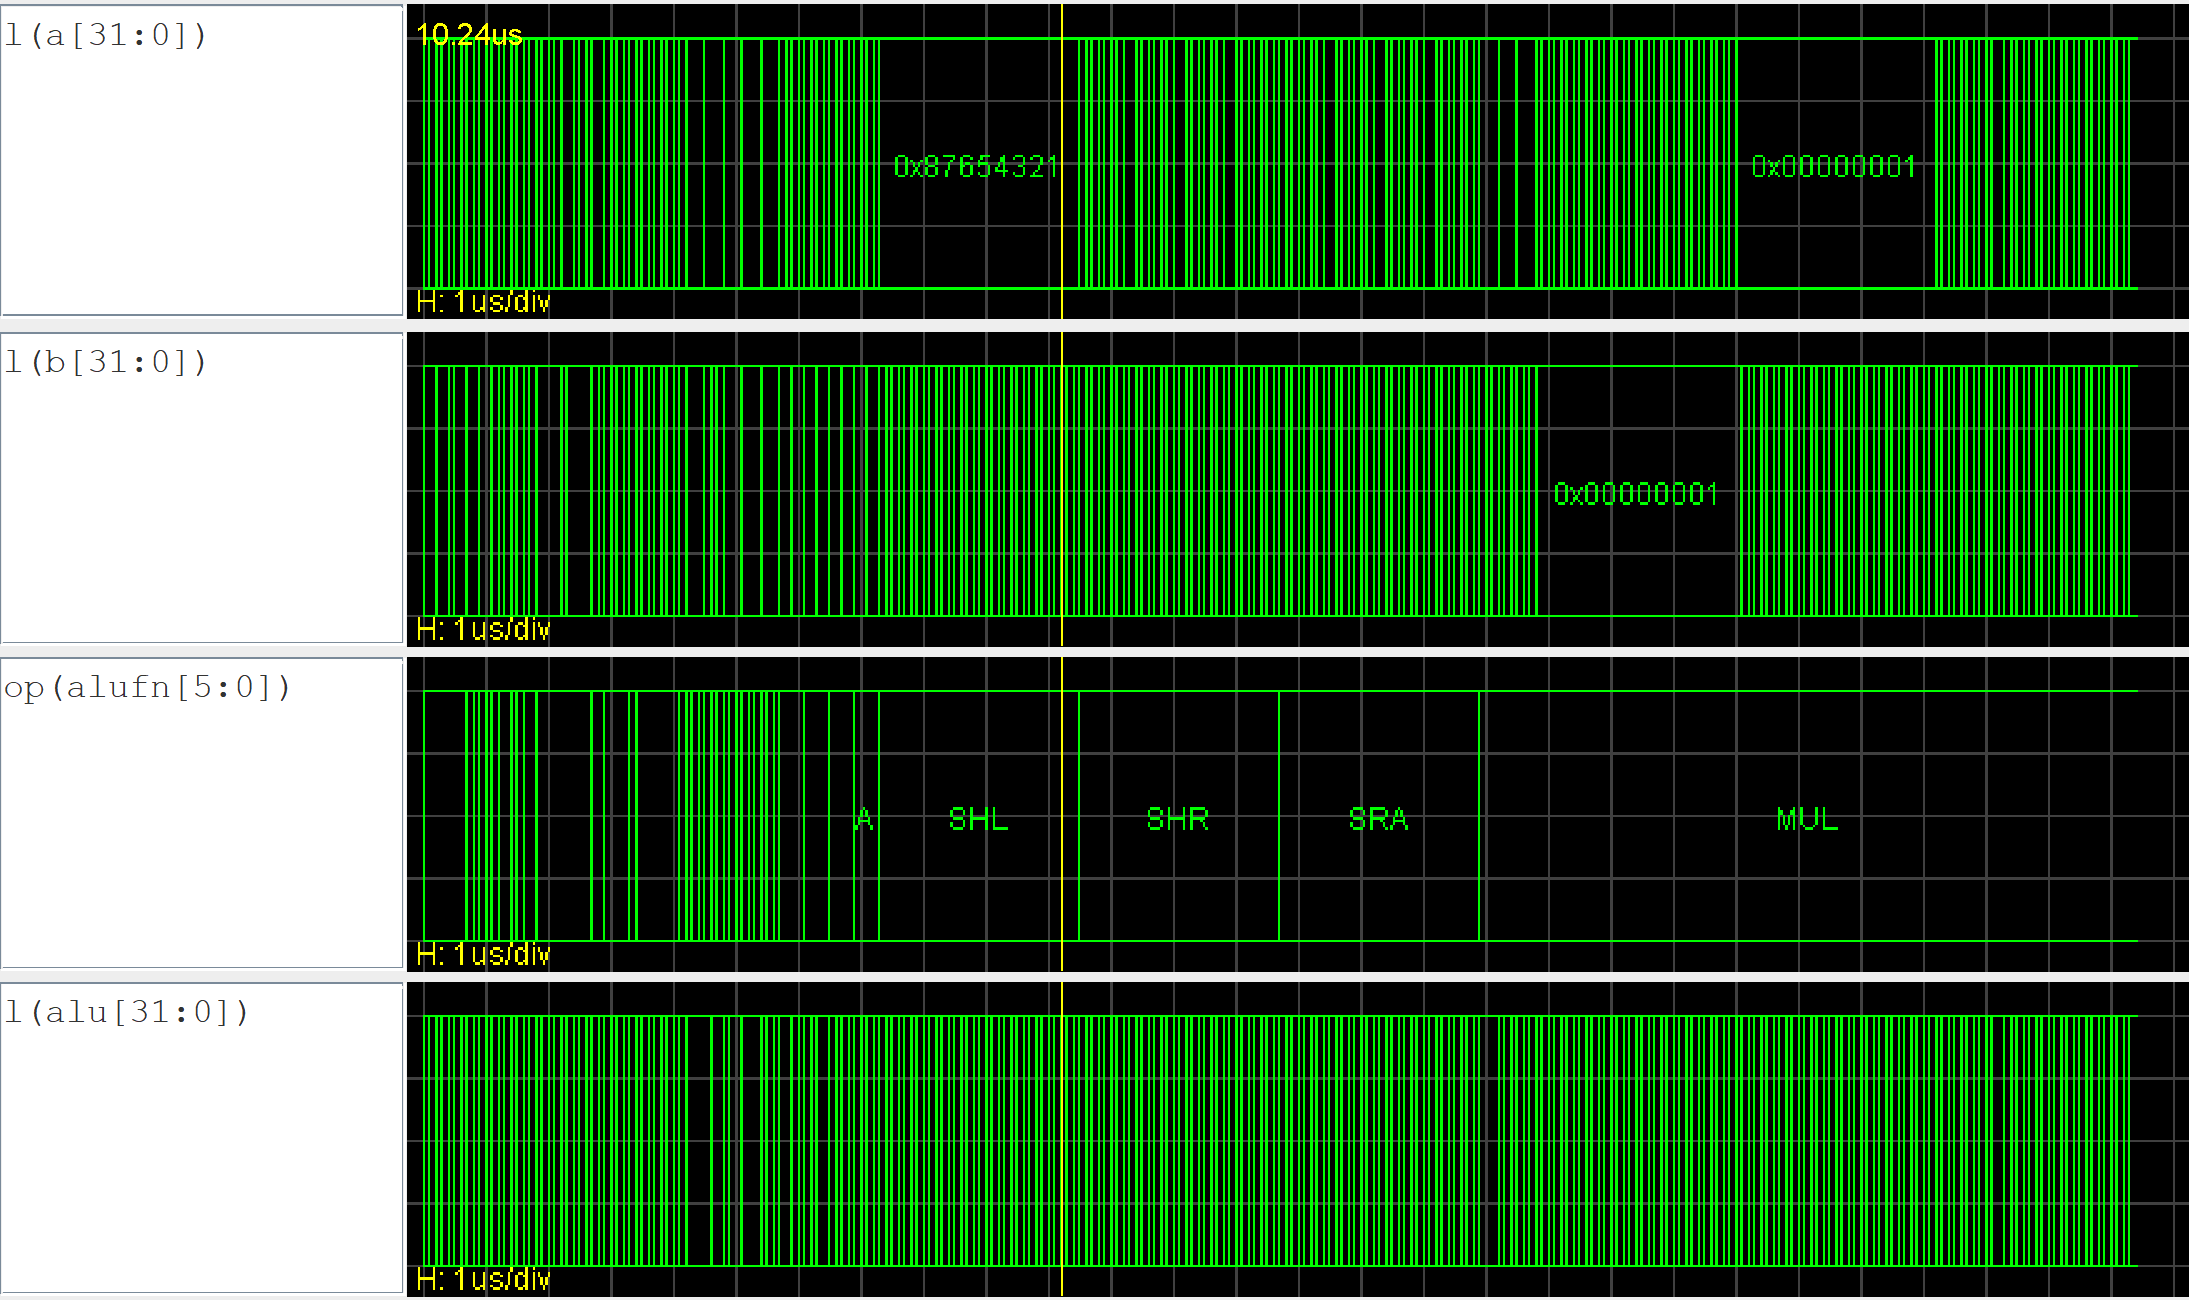 l(a[31:0])
10.24us
0x87654321
0x00000001
H: 1us/div
l(b[31:0])
0x00000001
H: 1us/div
op(alufn[5:0])
A
SHL
SHR
SRA
MUL
H: 1us/div
l(alu[31:0])
H: 1us/div